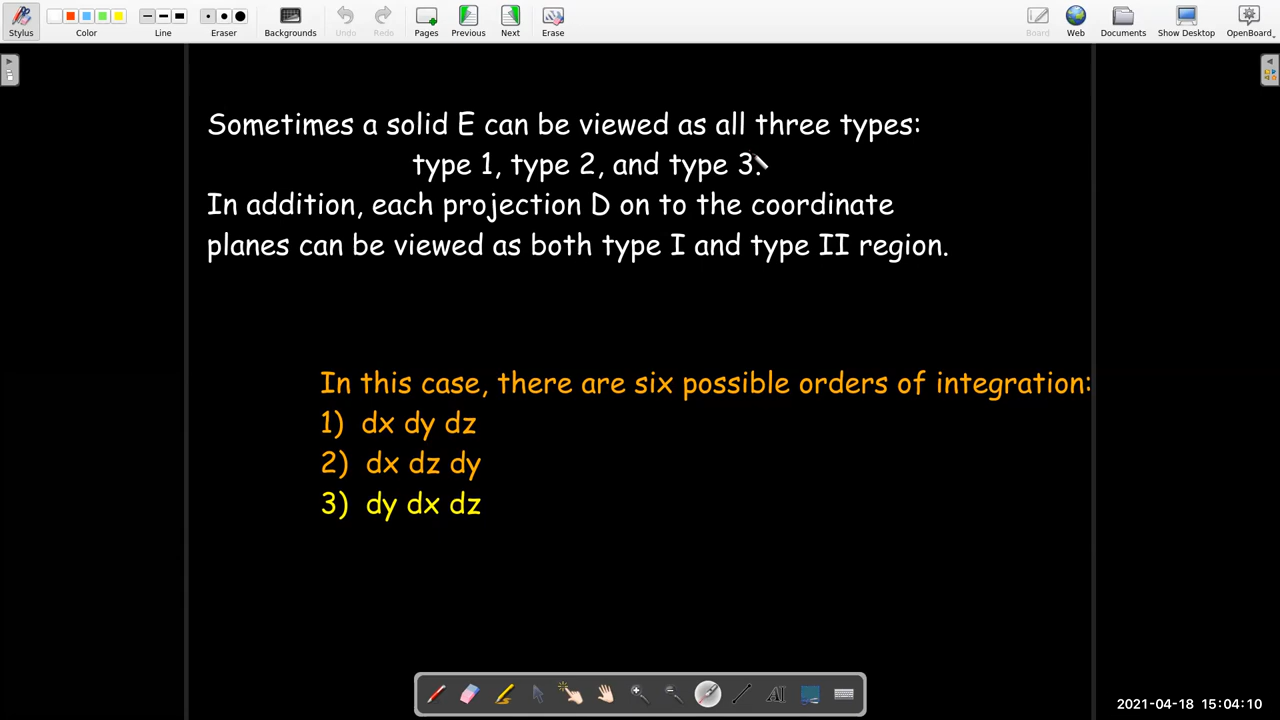 Stylus
Color
Line
Eraser
Backgrounds
Undo
Redo
Pages
Previous
Next
Erase
Board
Web
Documents
Show Desktop
OpenBoard
Sometimes a solid E can be viewed as all three types:
type 1, type 2, and type 3.
In addition, each projection D on to the coordinate
planes can be viewed as both type I and type II region.
In this case, there are six possible orders of integration:
1) dx dy dz
2) dx dz dy
3) dy dx dz
2021-04-18 15:04:10